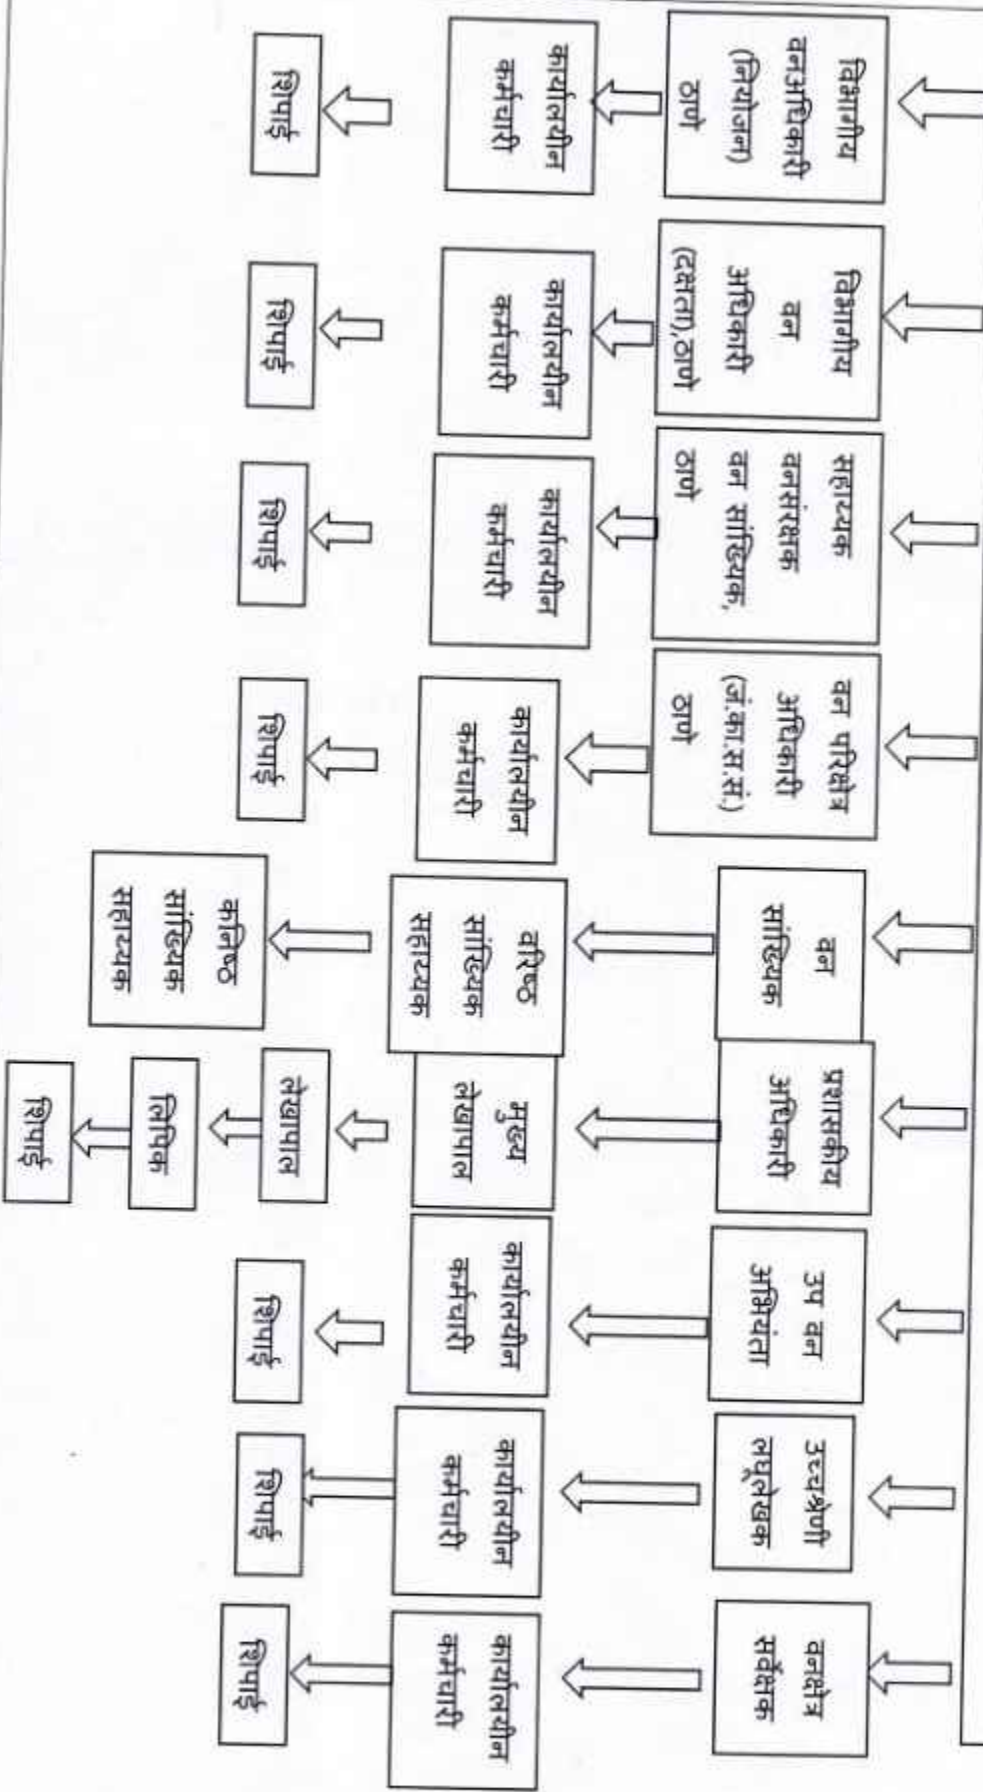 विभागीय
वनअधिकारी
(नियोजन)
ठाणे
विभागीय
वन
अधिकारी
(दक्षता),ठाणे
सहाय्यक
वनसंरक्षक
वन सांख्यिक,
ठाणे
वन परिक्षेत्र
अधिकारी
(जं.का.स.सं.)
ठाणे
वन
सांख्यिक
प्रशासकीय
अधिकारी
उप वन
अभियंता
उच्चश्रेणी
लघूलेखक
वनक्षेत्र
सर्वेक्षक
कार्यालयीन
कर्मचारी
कार्यालयीन
कर्मचारी
कार्यालयीन
कर्मचारी
कार्यालयीन
कर्मचारी
वरिष्ठ
सांख्यिक
सहाय्यक
मुख्य
लेखापाल
कार्यालयीन
कर्मचारी
कार्यालयीन
कर्मचारी
कार्यालयीन
कर्मचारी
शिपाई
शिपाई
शिपाई
शिपाई
कनिष्ठ
सांख्यिक
सहाय्यक
लेखापाल
शिपाई
शिपाई
शिपाई
लिपिक
शिपाई